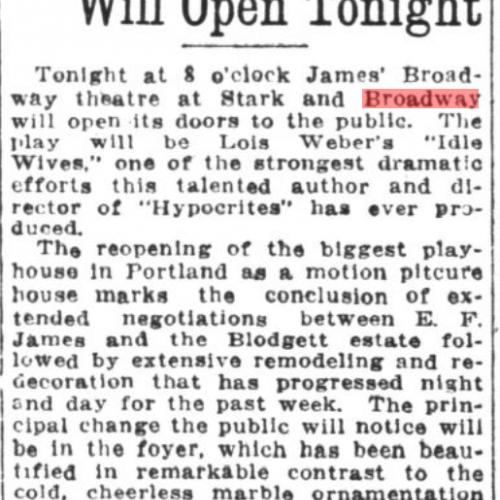 Will Open Tonight
Tonight at 8 o'clock James' Broad-
way theatre at Stark and Broadway
will open its doors to the public. The
play will be Lois Weber's "Idle
Wives," one of the strongest dramatic
efforts this talented author and di-
rector of "Hypocrites" has ever pro-
duced.
The reopening of the biggest play-
house in Portland as a motion pitcure
house marks the conclusion of ex-
tended negotiations between E. F.
James and the Blodgett estate fol-
lowed by extensive remodeling and re-
decoration that has progressed night
and day for the past week. The prin-
cipal change the public will notice will
be in the foyer, which has been beau-
tified in remarkable contrast to the
cold, cheerless marble ornamentation